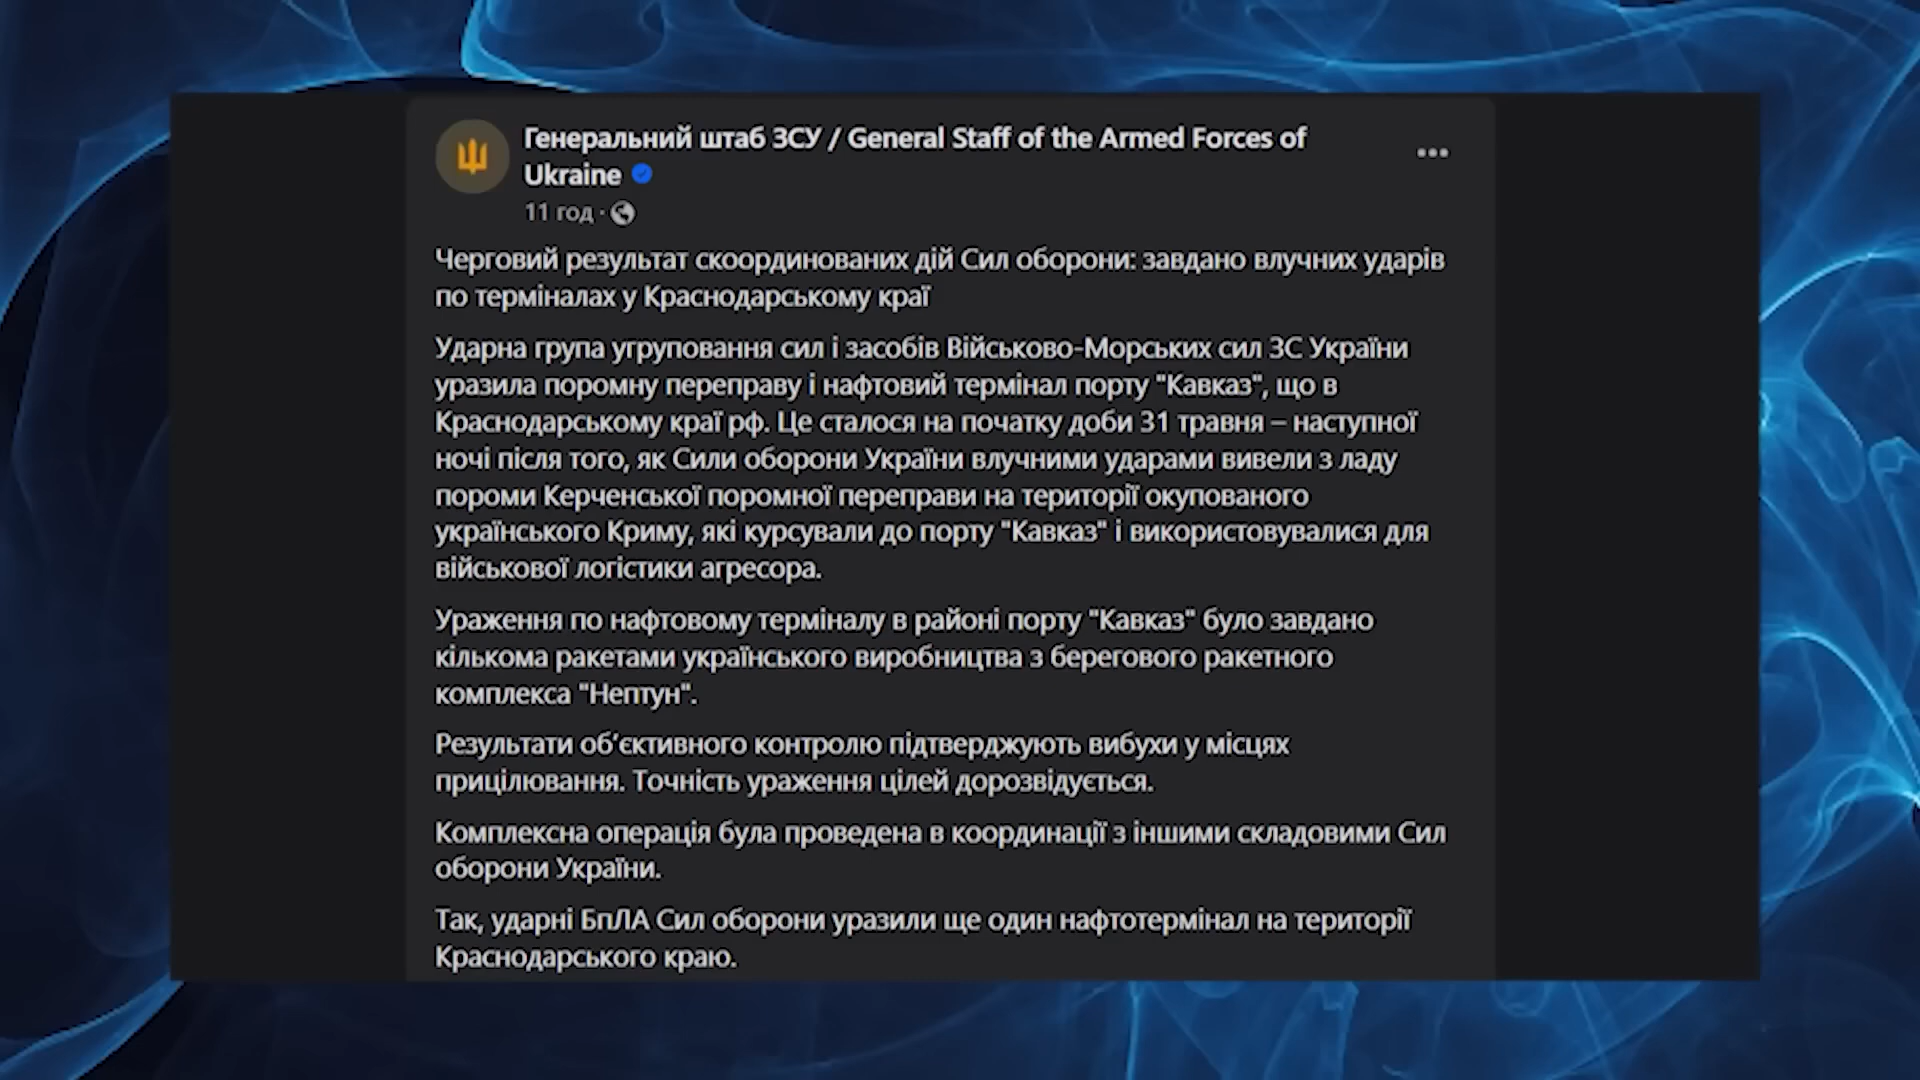 Генеральний штаб ЗСУ / General Staff of the Armed Forces of
Ukraine
11 год ·
Черговий результат скоординованих дій Сил оборони: завдано влучних ударів
по терміналах у Краснодарському краї
Ударна група угруповання сил і засобів Військово-Морських сил ЗС України
уразила поромну переправу і нафтовий термінал порту "Кавказ", що в
Краснодарському краї рф. Це сталося на початку доби 31 травня – наступної
ночі після того, як Сили оборони України влучними ударами вивели з ладу
пороми Керченської поромної переправи на території окупованого
українського Криму, які курсували до порту "Кавказ" і використовувалися для
військової логістики агресора.
Ураження по нафтовому терміналу в районі порту "Кавказ" було завдано
кількома ракетами українського виробництва з берегового ракетного
комплекса "Нептун".
Результати об’єктивного контролю підтверджують вибухи у місцях
прицілювання. Точність ураження цілей дорозвідується.
Комплексна операція була проведена в координації з іншими складовими Сил
оборони України.
Так, ударні БпЛА Сил оборони уразили ще один нафтотермінал на території
Краснодарського краю.